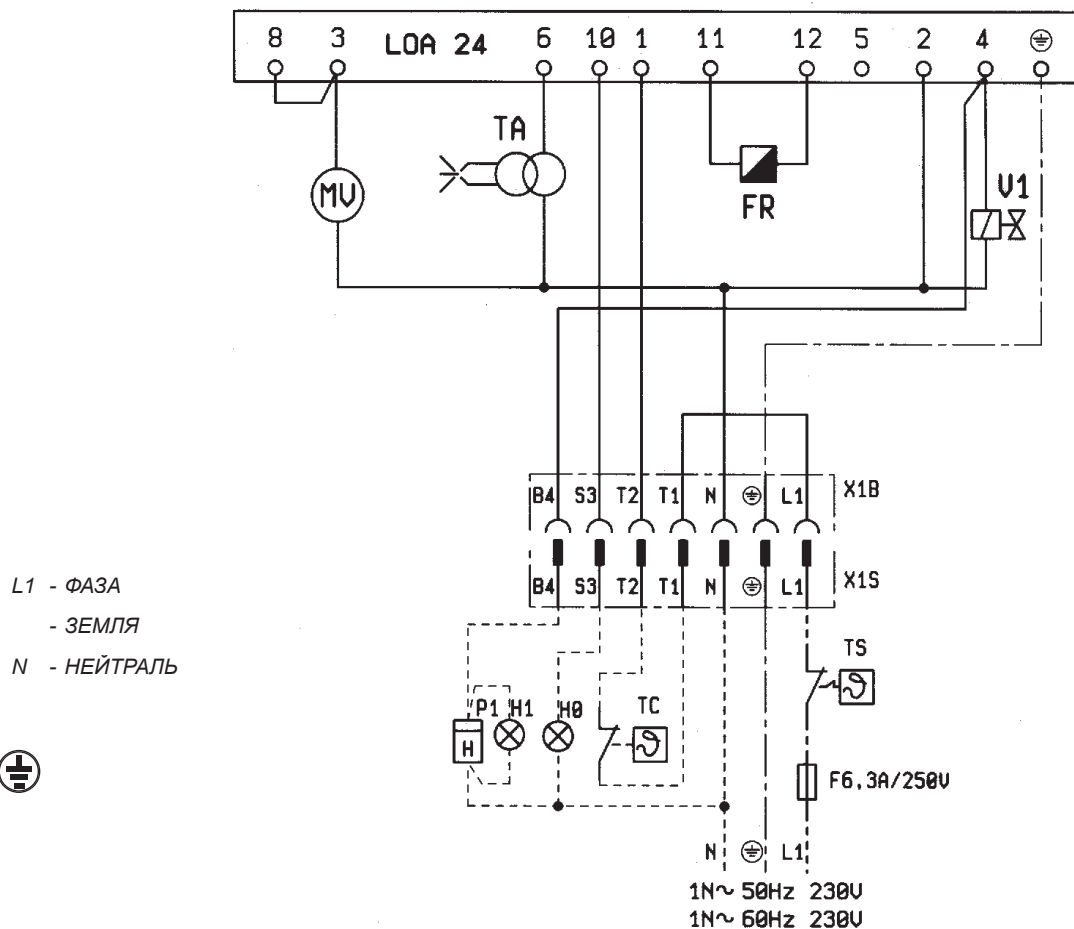 8 3 LOA 24 6 10 1 11 12 5 2 4
TA
MV
FR
V1
B4 S3 T2 T1 N L1 X1B
B4 S3 T2 T1 N L1 X1S
L1 - ФАЗА
- ЗЕМЛЯ
N - НЕЙТРАЛЬ
TS
P1 H1 H0 TC
H
F6,3A/250V
N L1
1N~ 50Hz 230V
1N~ 60Hz 230V